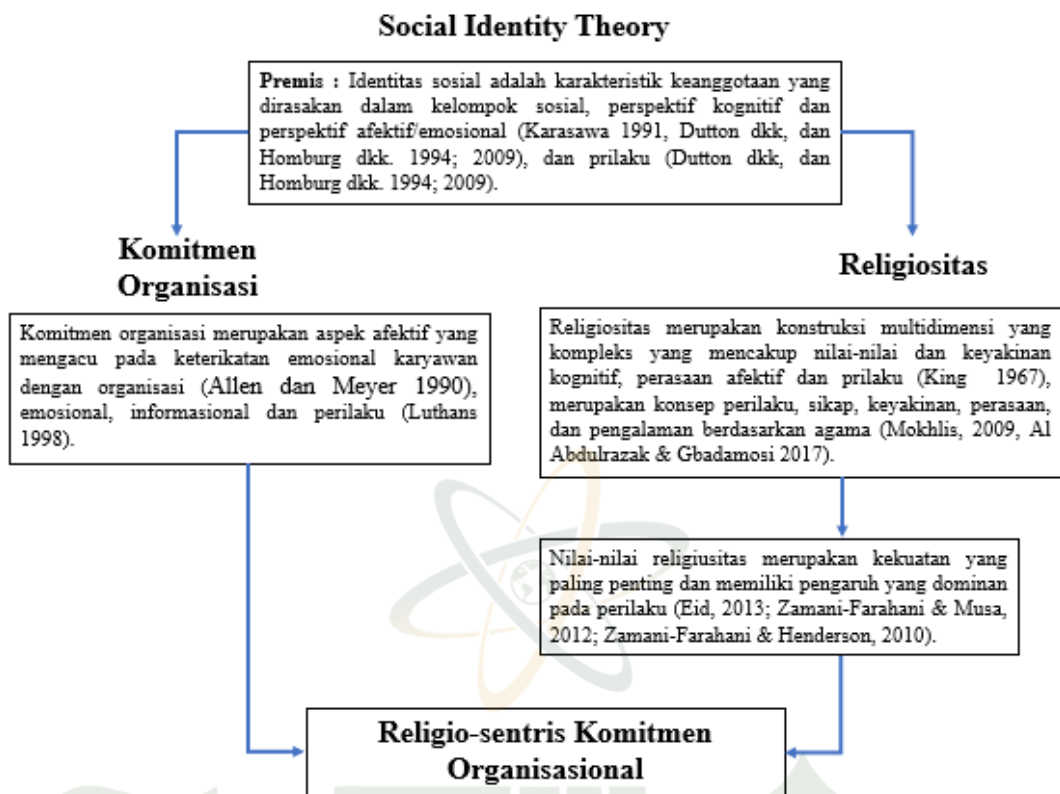 Social Identity Theory
Premis : Identitas sosial adalah karakteristik keanggotaan yang
dirasakan dalam kelompok sosial, perspektif kognitif dan
perspektif afektif/emosional (Karasawa 1991, Dutton dkk, dan
Homburg dkk. 1994; 2009), dan prilaku (Dutton dkk, dan
Homburg dkk. 1994; 2009).
Komitmen
Organisasi
Komitmen organisasi merupakan aspek afektif yang
mengacu pada keterikatan emosional karyawan
dengan organisasi (Allen dan Meyer 1990),
emosional, informasional dan perilaku (Luthans
1998).
Religiositas
Religiositas merupakan konstruksi multidimensi yang
kompleks yang mencakup nilai-nilai dan keyakinan
kognitif, perasaan afektif dan prilaku (King 1967),
merupakan konsep perilaku, sikap, keyakinan, perasaan,
dan pengalaman berdasarkan agama (Mokhlis, 2009, Al
Abdulrazak & Gbadamosi 2017).
Nilai-nilai religiusitas merupakan kekuatan yang
paling penting dan memiliki pengaruh yang dominan
pada perilaku (Eid, 2013; Zamani-Farahani & Musa,
2012; Zamani-Farahani & Henderson, 2010).
Religio-sentris Komitmen
Organisasional